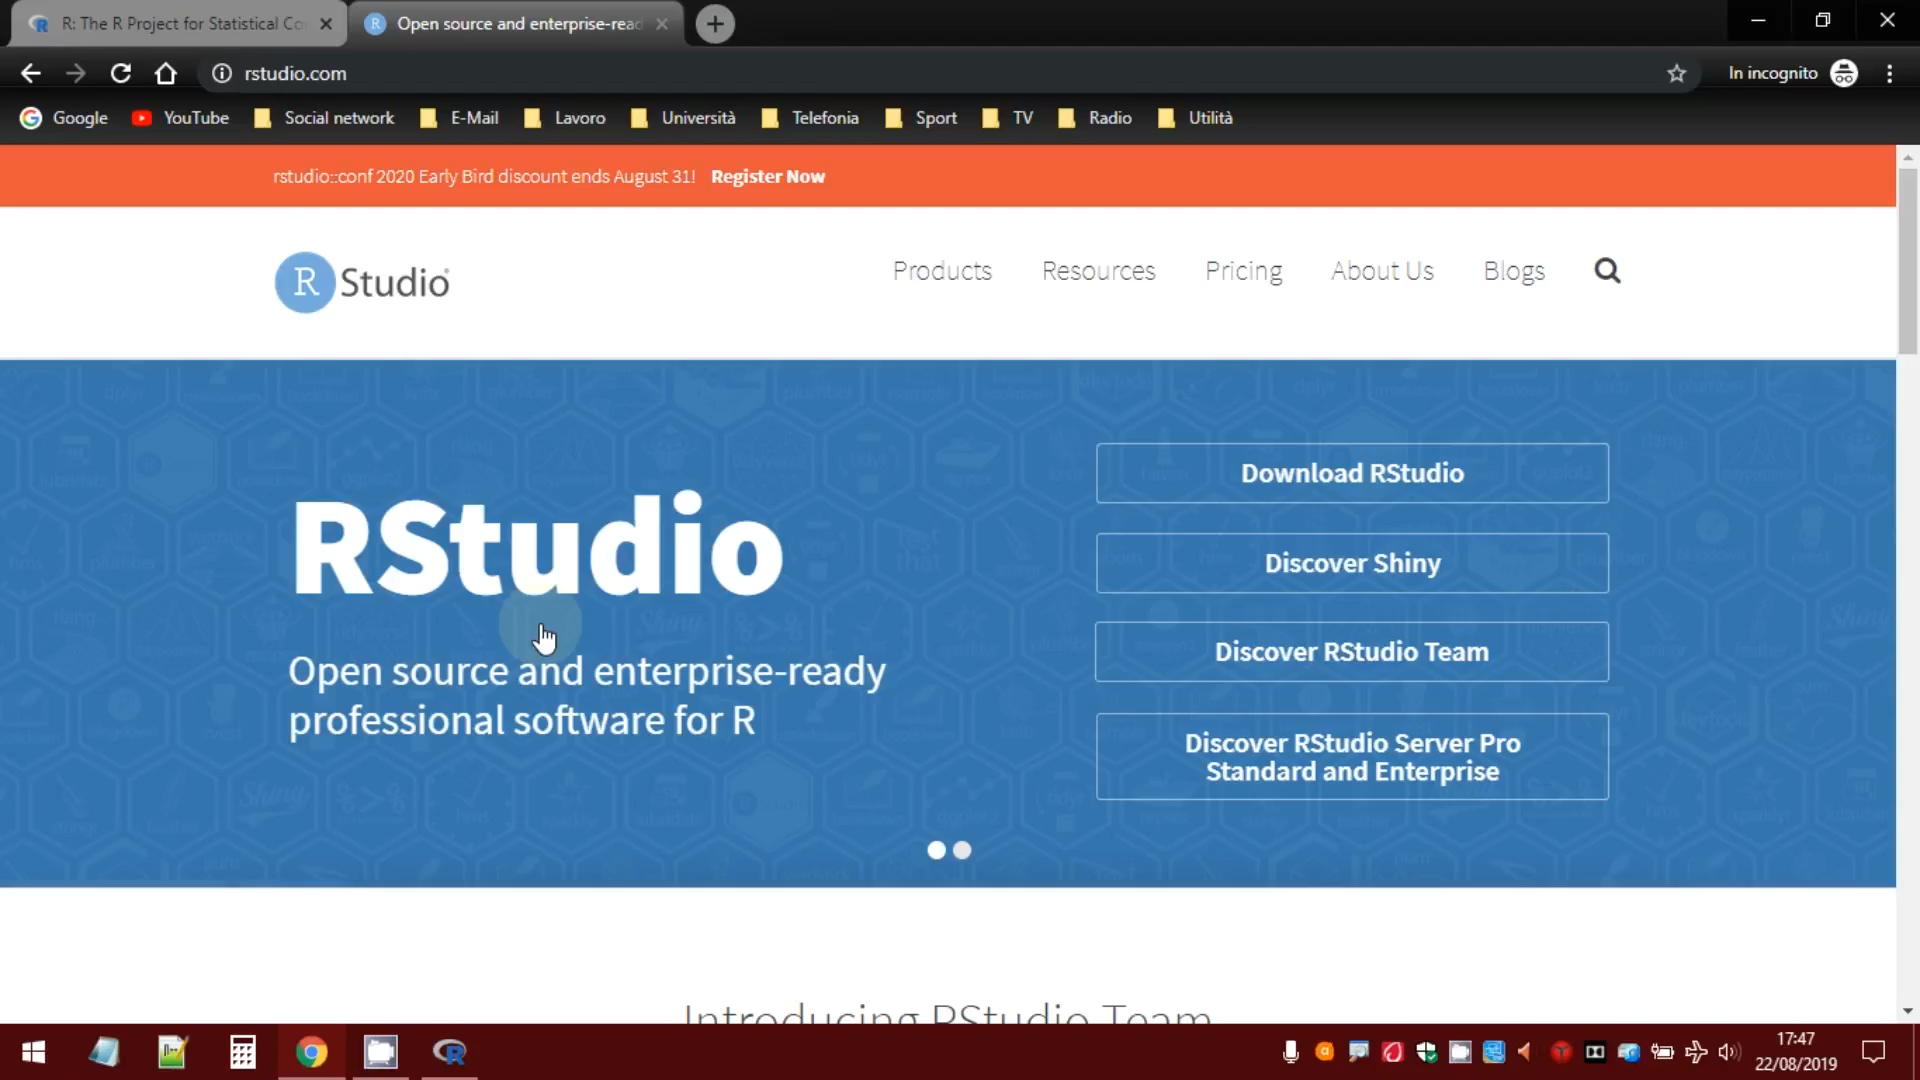 R: The R Project for Statistical Co
Open source and enterprise-read
rstudio.com
In incognito
Google
YouTube
Social network
E-Mail
Lavoro
Università
Telefonia
Sport
TV
Radio
Utilità
rstudio::conf 2020 Early Bird discount ends August 31! Register Now
R Studio
Products
Resources
Pricing
About Us
Blogs
RStudio
Open source and enterprise-ready
professional software for R
Download RStudio
Discover Shiny
Discover RStudio Team
Discover RStudio Server Pro
Standard and Enterprise
Introducing RStudio Team
17:47
22/08/2019